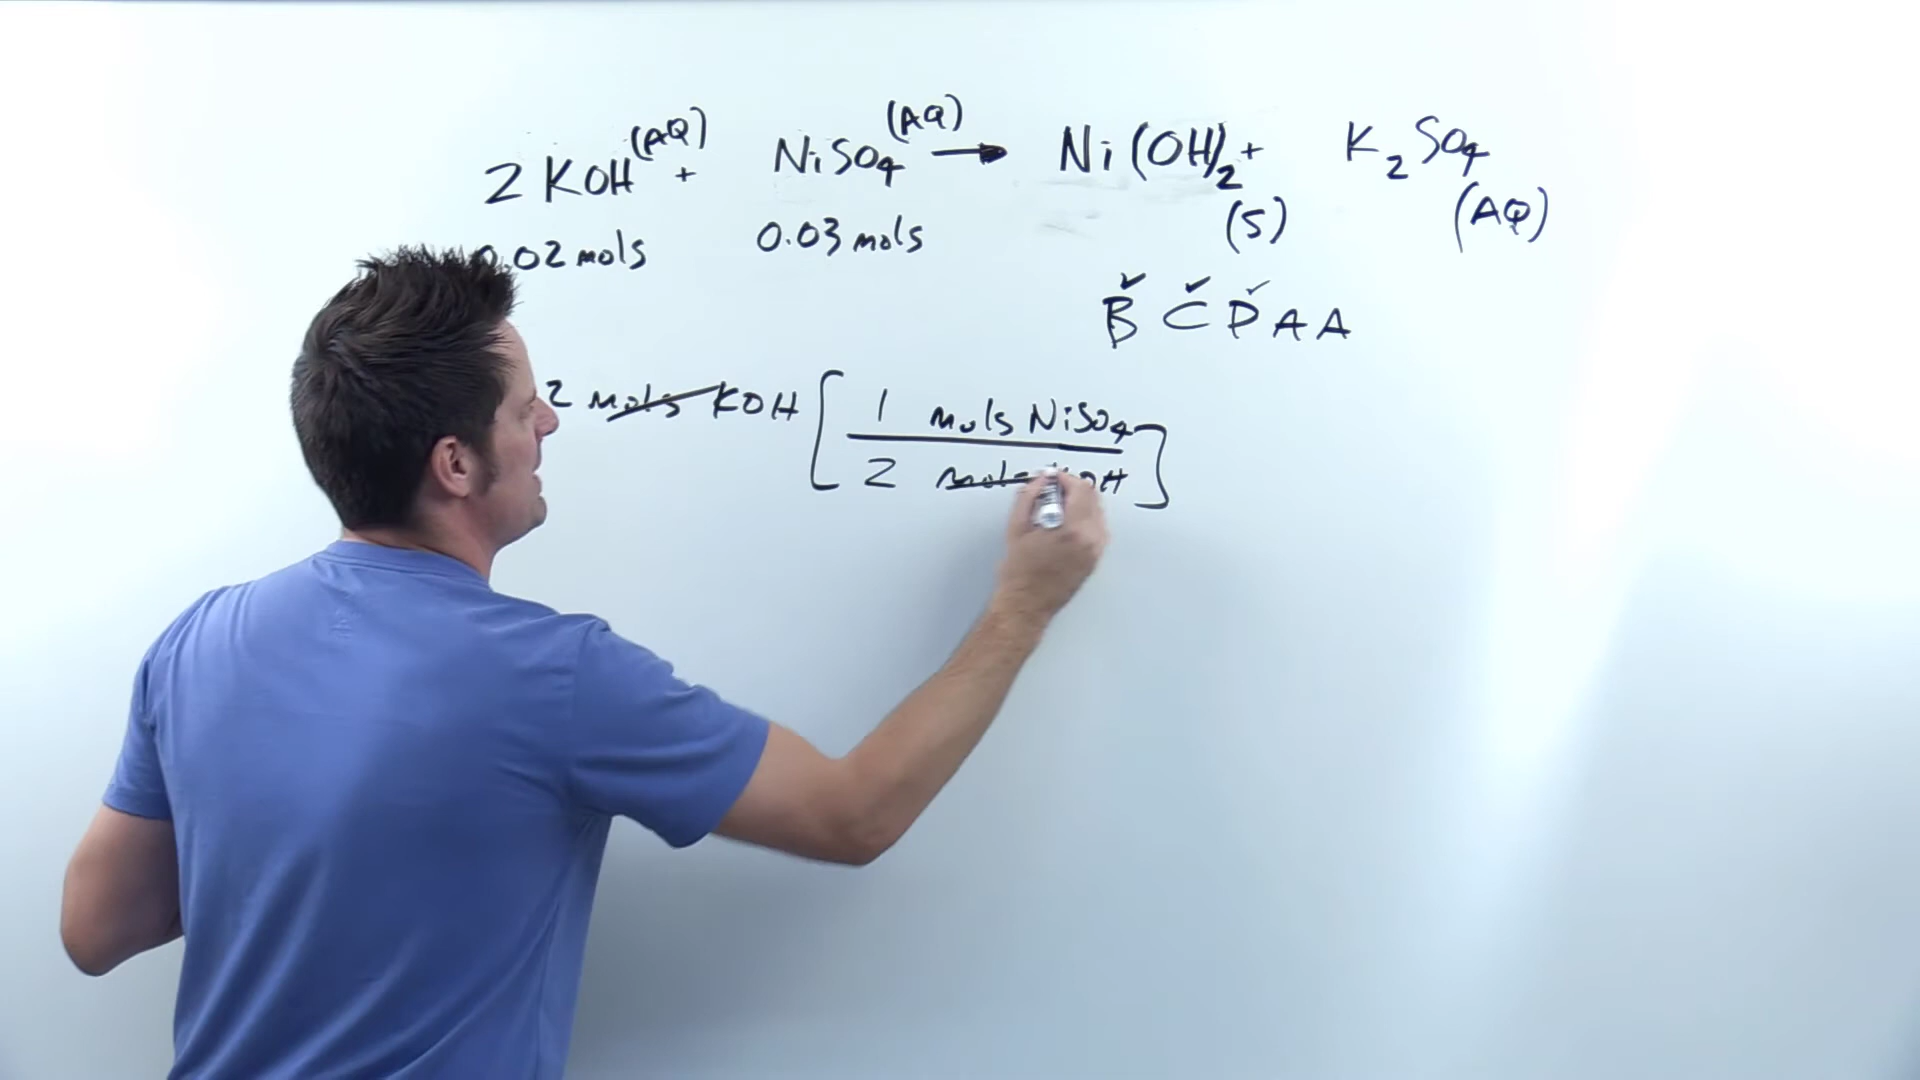 2 KOH (AQ) + NiSO4 (AQ) → Ni(OH)2 (S) + K2SO4 (AQ)
0.02 mols 0.03 mols
B✓ C✓ D✓ A A
2 mols KOH [ 1 mols NiSO4
2 mols KOH ]